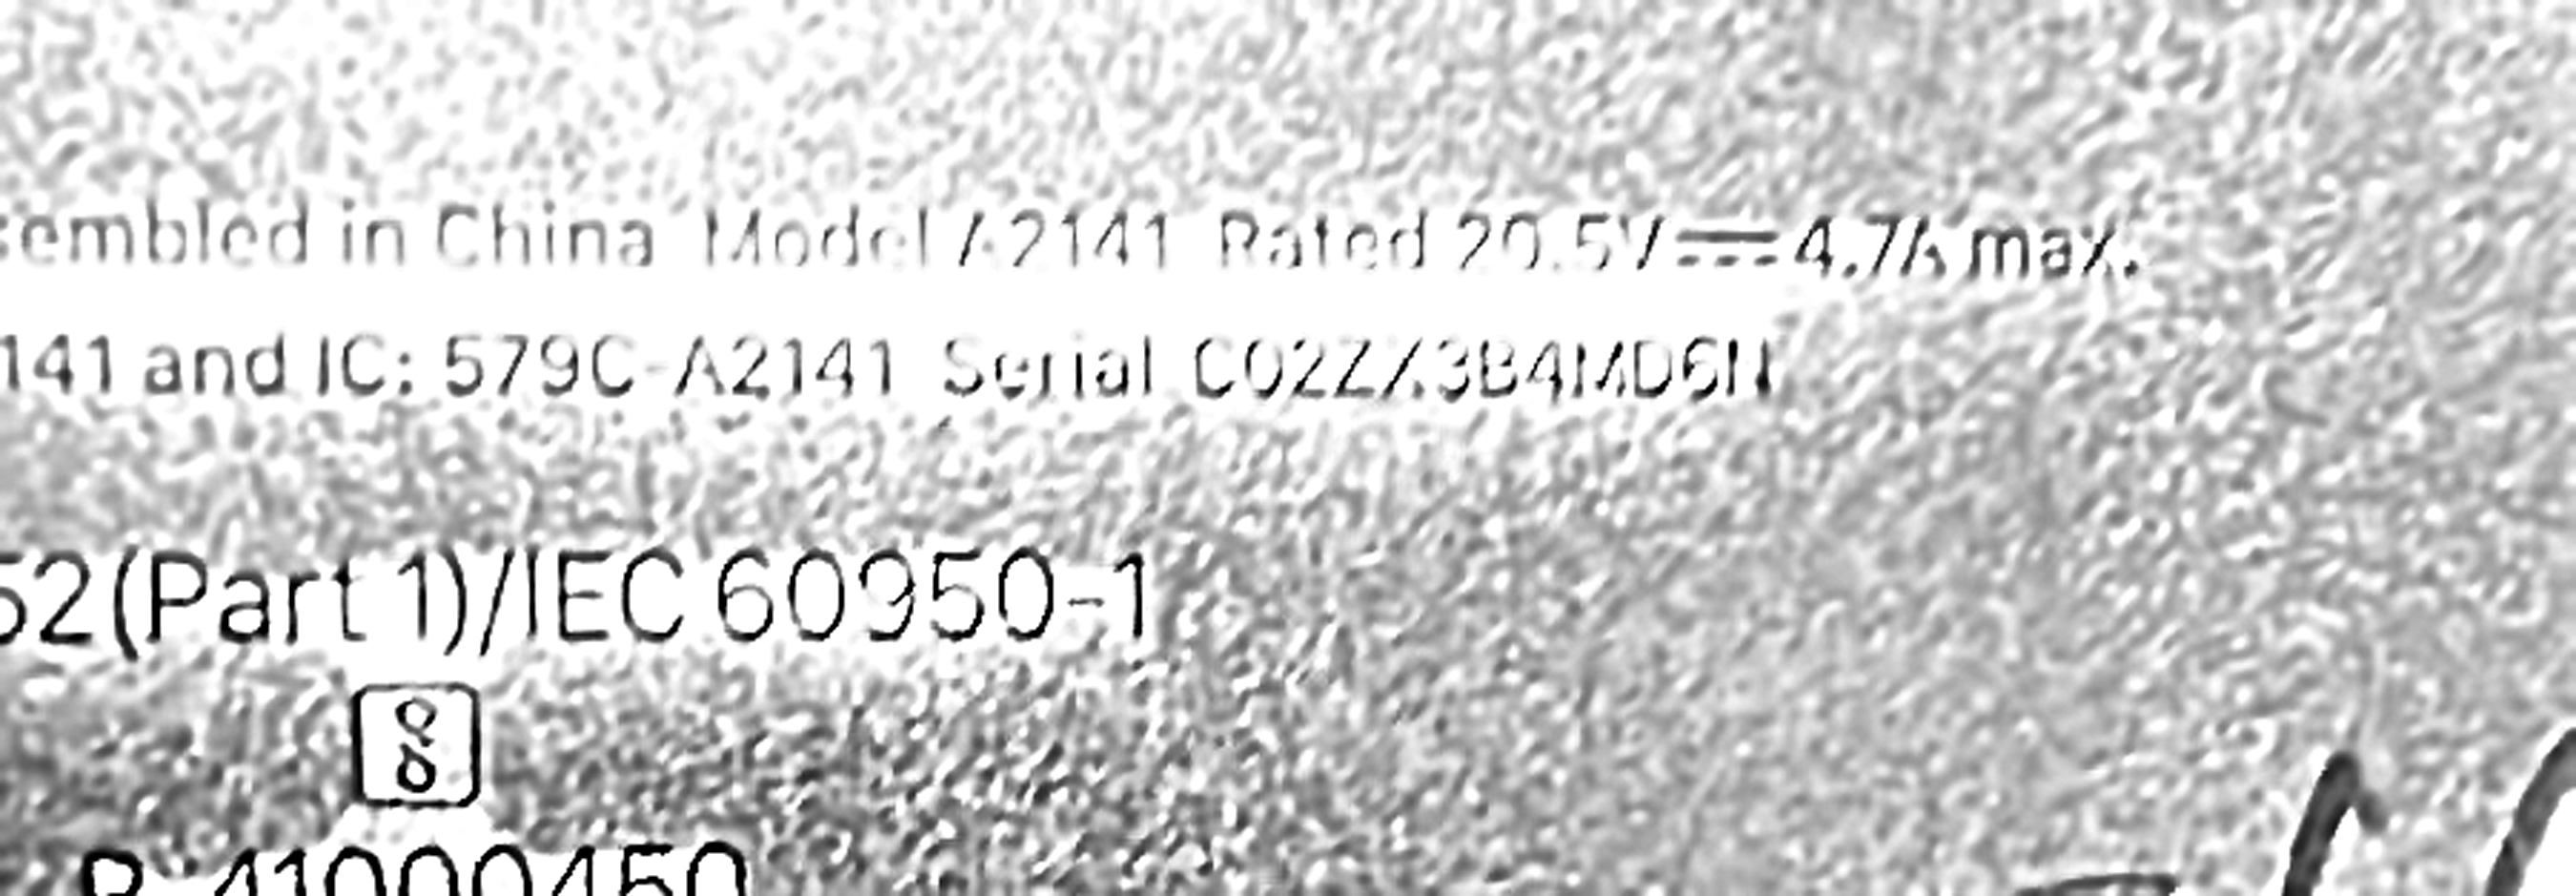 sembled in China Model A2141 Rated 20.5V⎓4.7A max.
141 and IC: 579C-A2141 Serial C02ZX3B4MD6N
52(Part 1)/IEC 60950-1
R-41000450